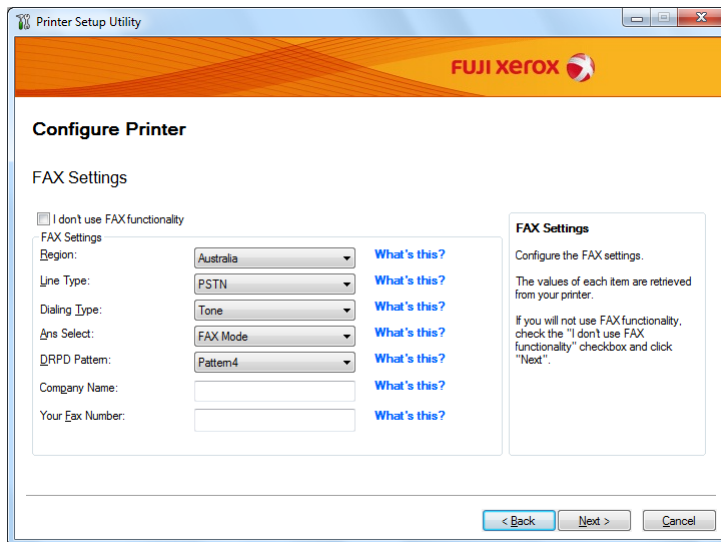 Printer Setup Utility
FUJI xerox
Configure Printer
FAX Settings
I don't use FAX functionality
FAX Settings
Region:
Australia
What's this?
Line Type:
PSTN
What's this?
Dialing Type:
Tone
What's this?
Ans Select:
FAX Mode
What's this?
DRPD Pattern:
Pattern4
What's this?
Company Name:
What's this?
Your Fax Number:
What's this?
FAX Settings
Configure the FAX settings.
The values of each item are retrieved
from your printer.
If you will not use FAX functionality,
check the "I don't use FAX
functionality" checkbox and click
"Next".
< Back
Next >
Cancel